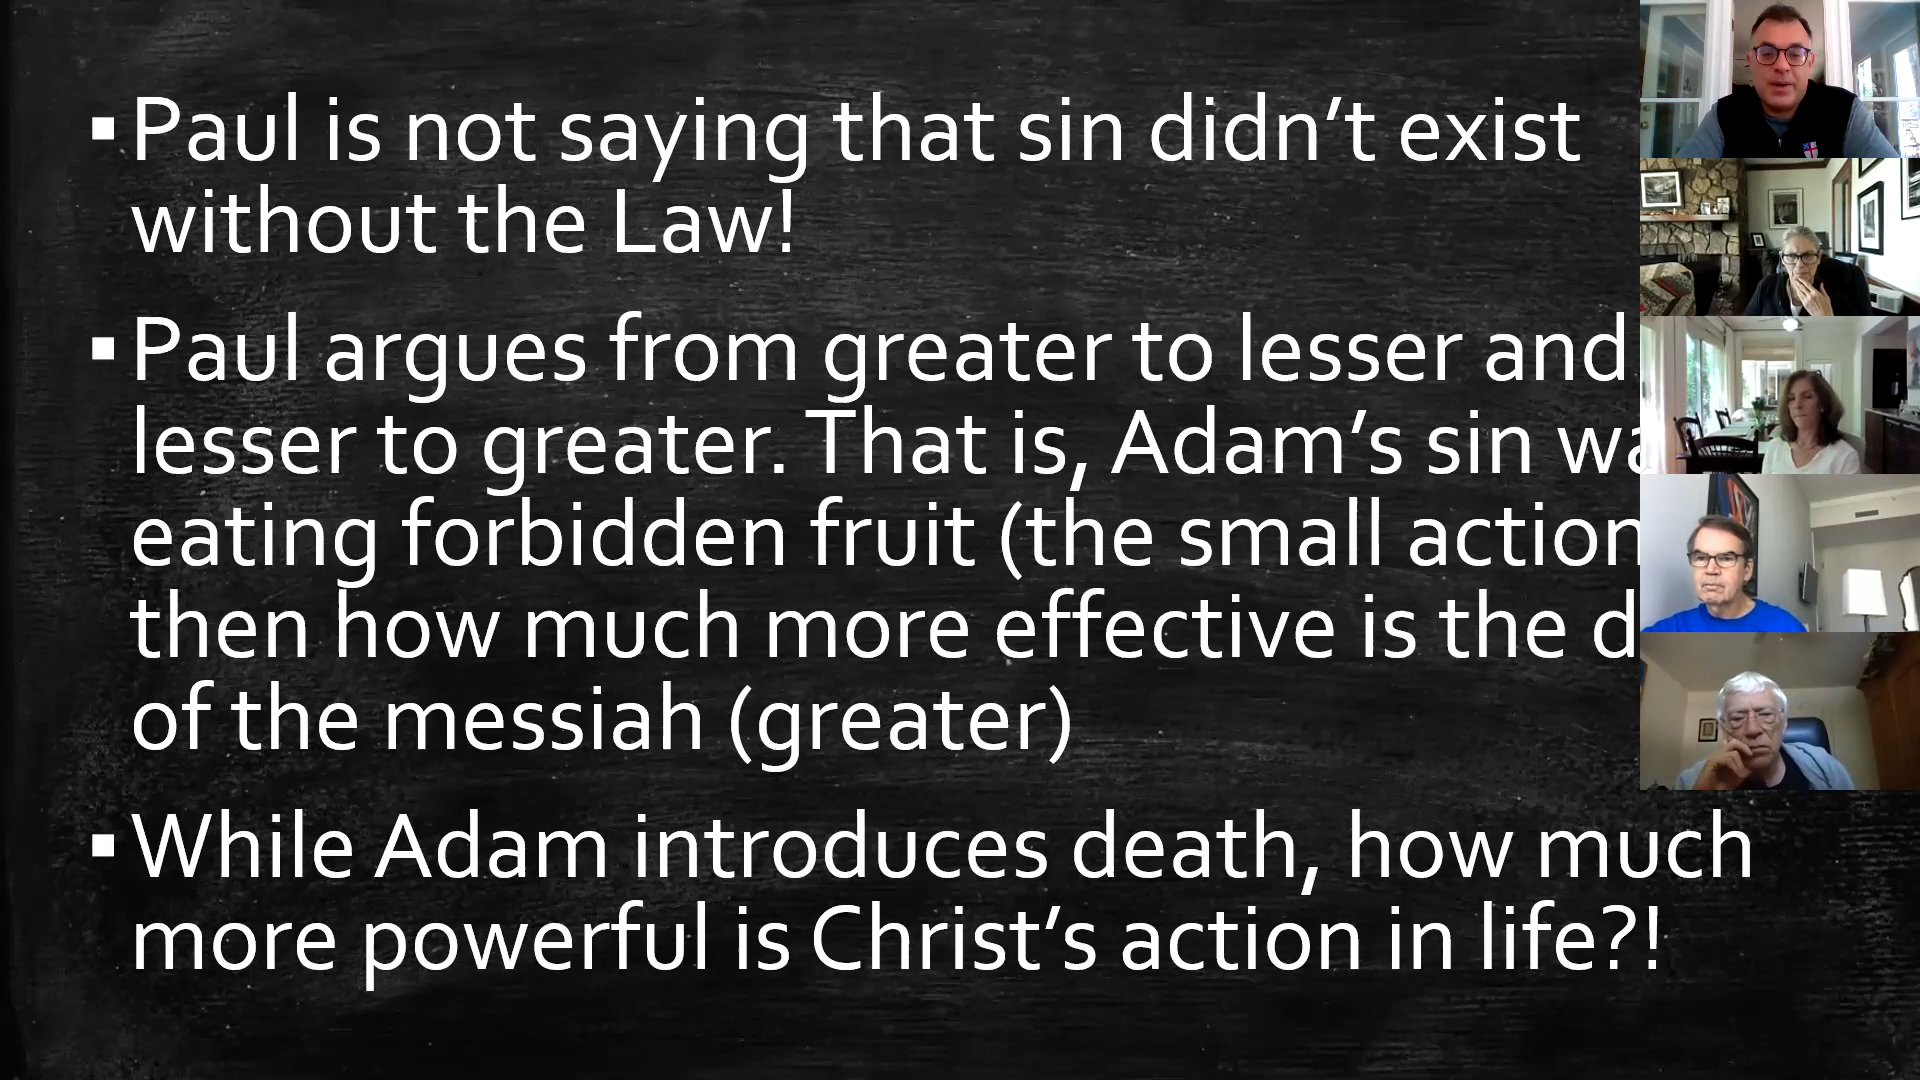 ▪ Paul is not saying that sin didn’t exist
without the Law!
▪ Paul argues from greater to lesser and
lesser to greater. That is, Adam’s sin
eating forbidden fruit (the small action
then how much more effective is the
of the messiah (greater)
▪ While Adam introduces death, how much
more powerful is Christ’s action in life?!